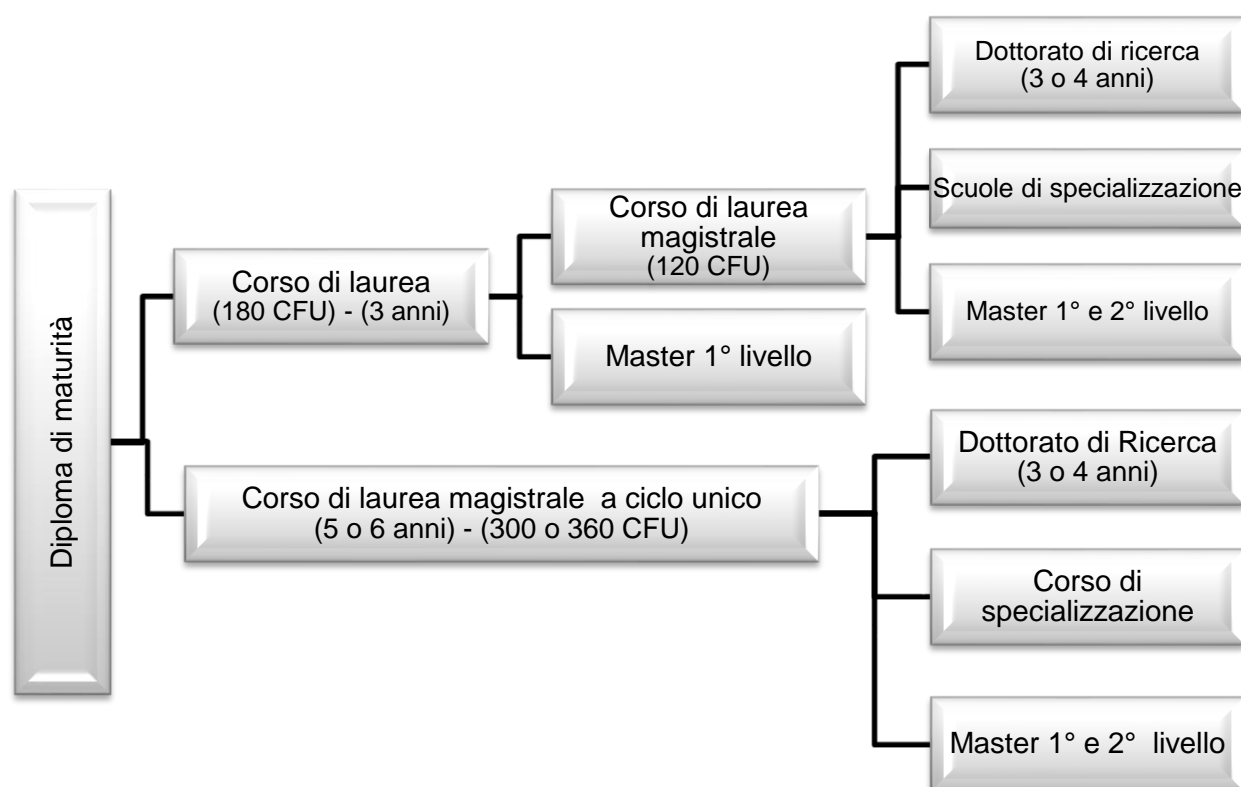 Diploma di maturità
Corso di laurea
(180 CFU) - (3 anni)
Corso di laurea
magistrale
(120 CFU)
Master 1° livello
Dottorato di ricerca
(3 o 4 anni)
Scuole di specializzazione
Master 1° e 2° livello
Corso di laurea magistrale a ciclo unico
(5 o 6 anni) - (300 o 360 CFU)
Dottorato di Ricerca
(3 o 4 anni)
Corso di
specializzazione
Master 1° e 2° livello